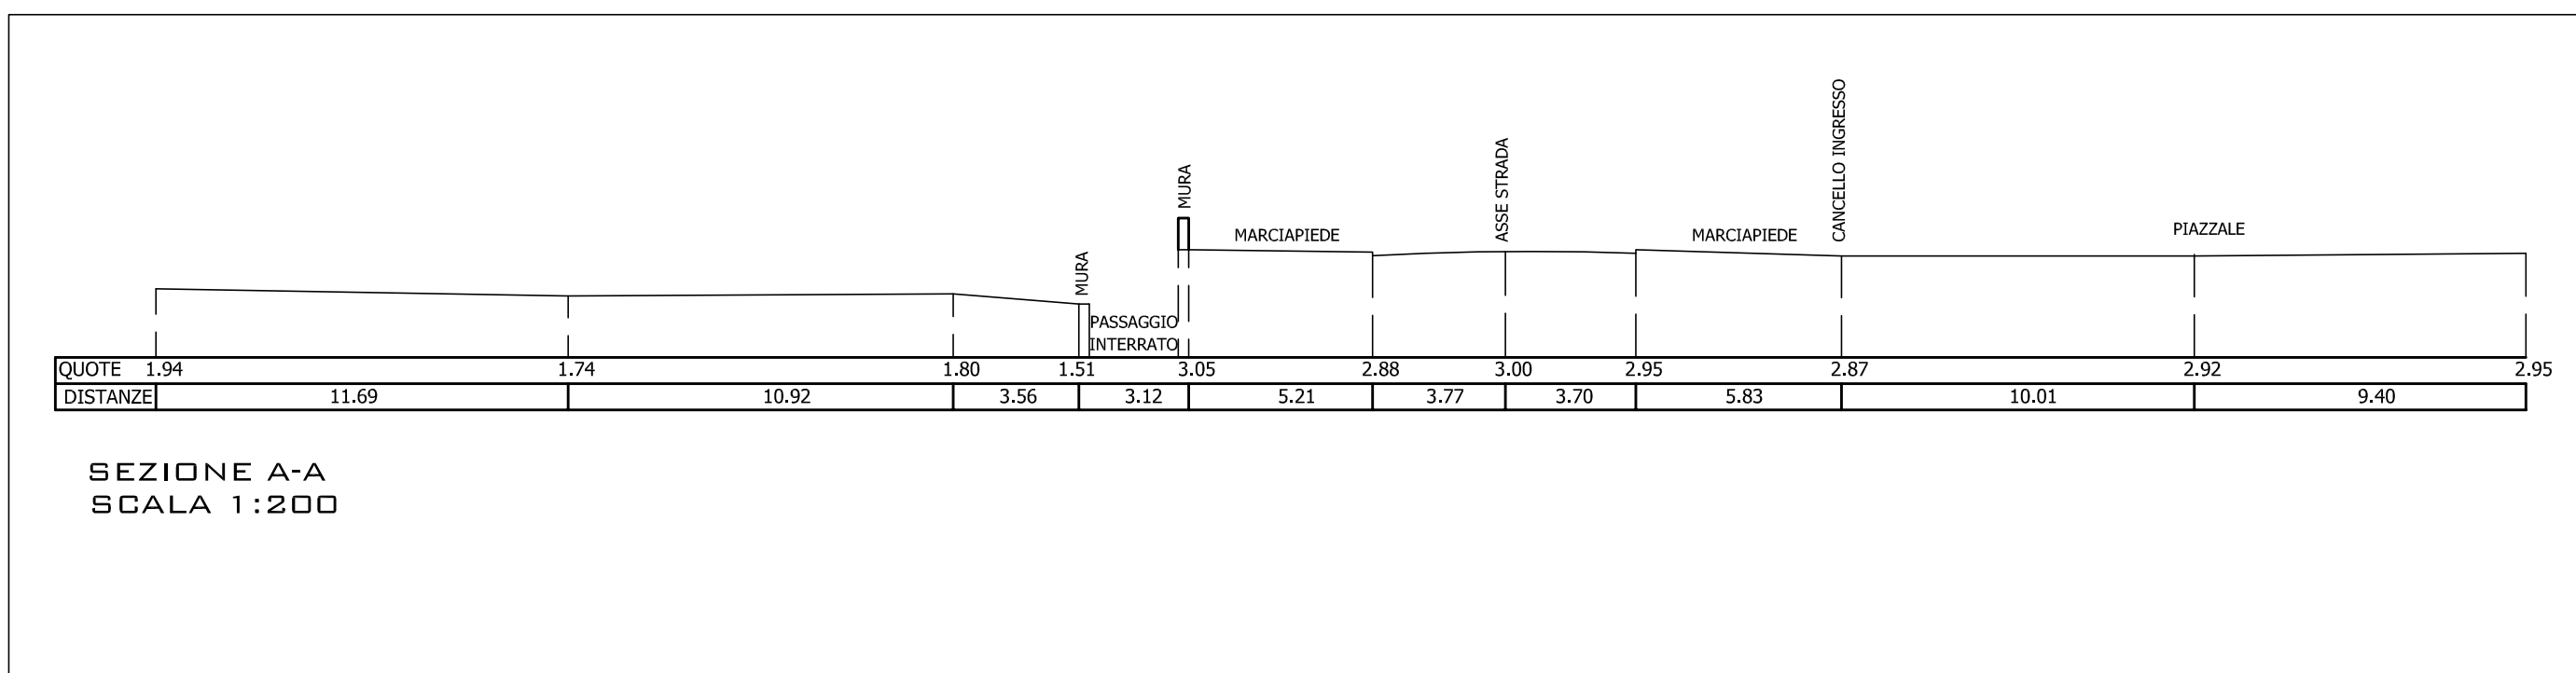 CANCELLO INGRESSO
ASSE STRADA
MURA
MARCIAPIEDE
MARCIAPIEDE
PIAZZALE
MURA
PASSAGGIO
INTERRATO
QUOTE 1.94 1.74 1.80 1.51 3.05 2.88 3.00 2.95 2.87 2.92 2.95
DISTANZE 11.69 10.92 3.56 3.12 5.21 3.77 3.70 5.83 10.01 9.40
SEZIONE A-A
SCALA 1:200